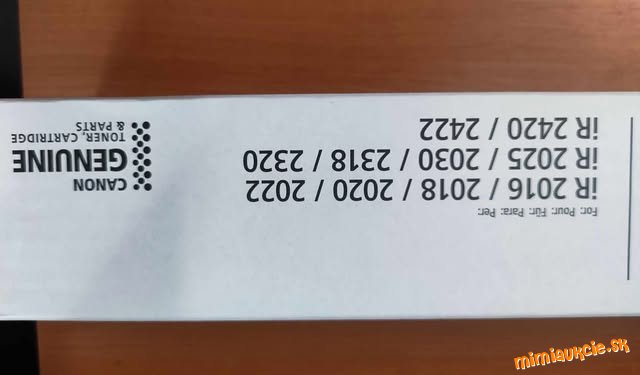 For: Pour: Für: Para: Per:
iR 2016 / 2018 / 2020 / 2022
iR 2025 / 2030 / 2318 / 2320
iR 2420 / 2422
CANON
GENUINE
TONER, CARTRIDGE
& PARTS
mimiaukcie.sk